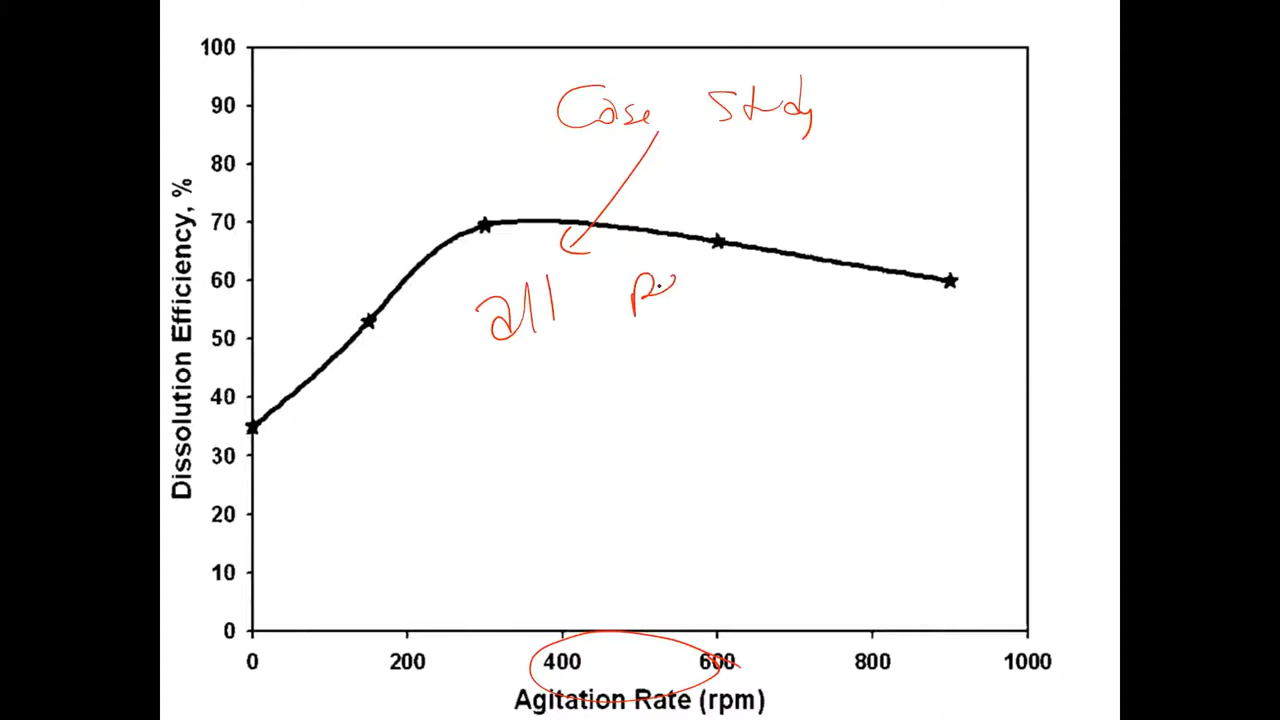 100
90
80
70
60
50
40
30
20
10
0
Dissolution Efficiency, %
Case Study
all
0 200 400 600 800 1000
Agitation Rate (rpm)